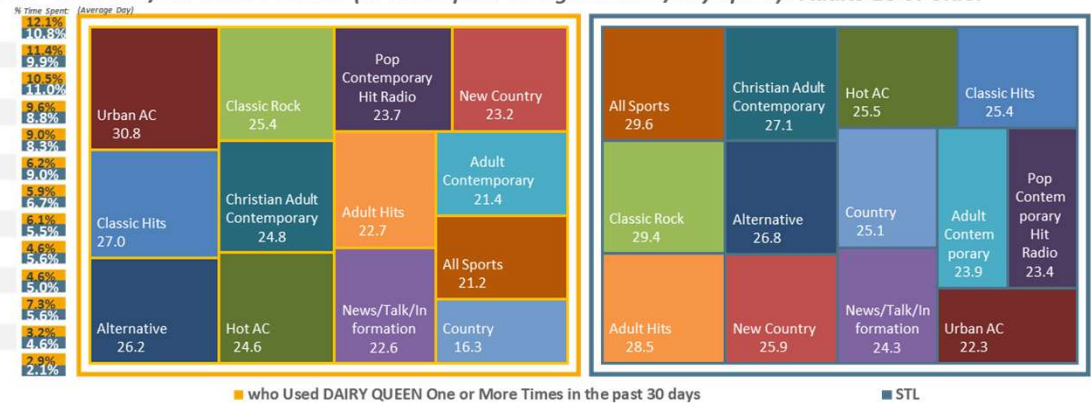 % Time Spent: (Average Day)
12.1%
10.8%
11.4%
9.9%
10.5%
11.0%
9.6%
8.8%
9.0%
8.3%
6.2%
9.0%
5.9%
6.7%
6.1%
5.5%
4.6%
5.6%
4.6%
5.0%
7.3%
5.6%
3.2%
4.6%
2.9%
2.1%
Urban AC
30.8
Classic Hits
27.0
Alternative
26.2
Classic Rock
25.4
Christian Adult
Contemporary
24.8
Hot AC
24.6
Pop
Contemporary
Hit Radio
23.7
New Country
23.2
Adult Hits
22.7
News/Talk/In
formation
22.6
Adult
Contemporary
21.4
All Sports
21.2
Country
16.3
All Sports
29.6
Classic Rock
29.4
Adult Hits
28.5
Christian Adult
Contemporary
27.1
Alternative
26.8
New Country
25.9
Hot AC
25.5
Classic Hits
25.4
Country
25.1
News/Talk/In
formation
24.3
Adult
Contem
porary
23.9
Pop
Contem
porary
Hit
Radio
23.4
Urban AC
22.3
who Used DAIRY QUEEN One or More Times in the past 30 days
STL